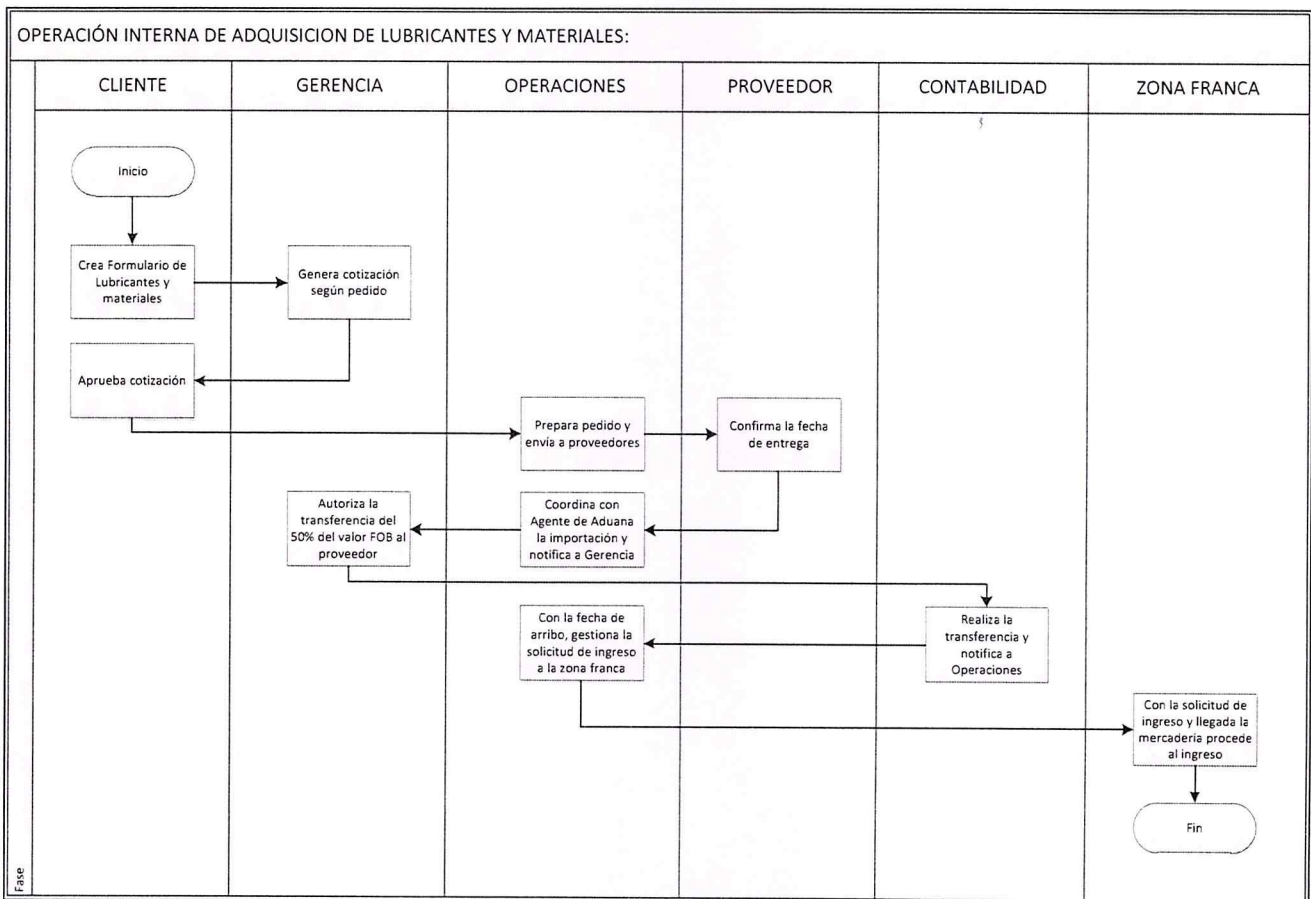 OPERACIÓN INTERNA DE ADQUISICION DE LUBRICANTES Y MATERIALES:
CLIENTE
GERENCIA
OPERACIONES
PROVEEDOR
CONTABILIDAD
ZONA FRANCA
Inicio
Crea Formulario de
Lubricantes y
materiales
Genera cotización
según pedido
Aprueba cotización
Prepara pedido y
envía a proveedores
Confirma la fecha
de entrega
Coordina con
Agente de Aduana
la importación y
notifica a Gerencia
Autoriza la
transferencia del
50% del valor FOB al
proveedor
Realiza la
transferencia y
notifica a
Operaciones
Con la fecha de
arribo, gestiona la
solicitud de ingreso
a la zona franca
Con la solicitud de
ingreso y llegada la
mercadería procede
al ingreso
Fin
Fase